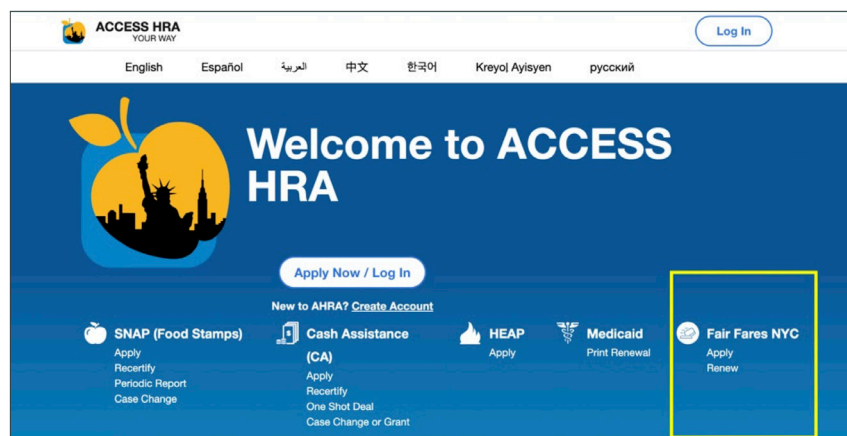 ACCESS HRA
YOUR WAY
Log In
English Español العربية 中文 한국어 Kreyoļ Ayisyen русский
Welcome to ACCESS
HRA
Apply Now / Log In
New to AHRA? Create Account
SNAP (Food Stamps)
Apply
Recertify
Periodic Report
Case Change
Cash Assistance
(CA)
Apply
Recertify
One Shot Deal
Case Change or Grant
HEAP
Apply
Medicaid
Print Renewal
Fair Fares NYC
Apply
Renew